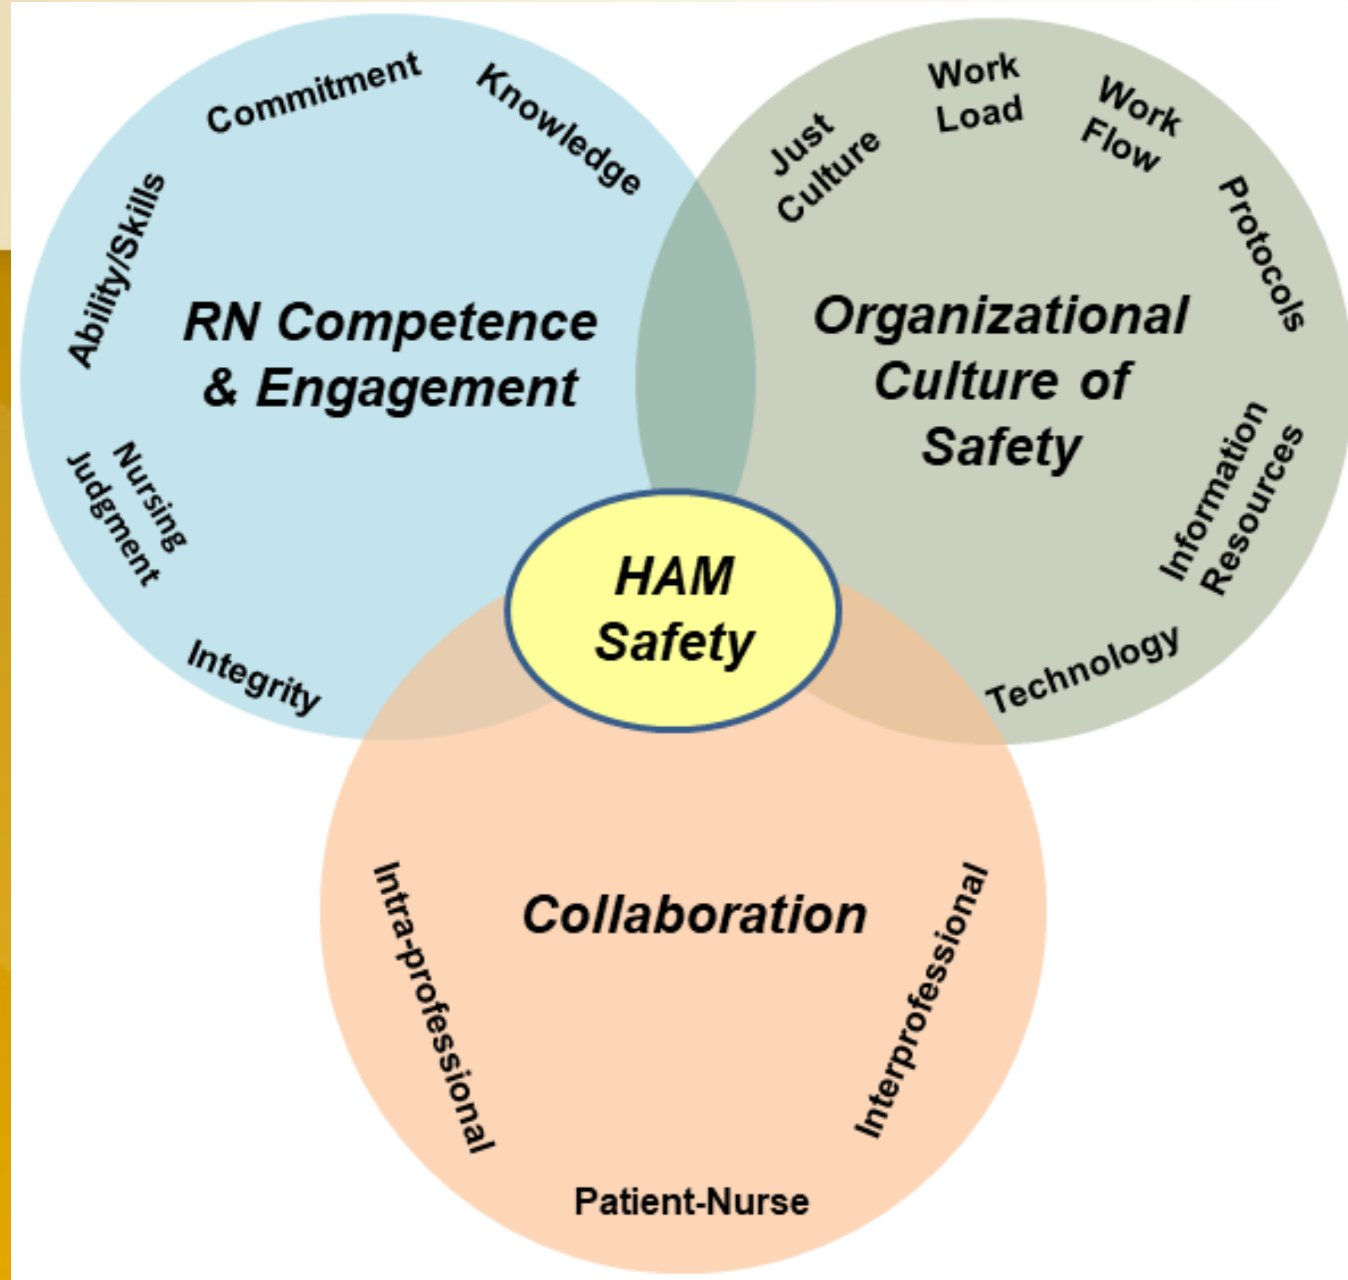 Commitment
Knowledge
Ability/Skills
RN Competence
& Engagement
Nursing
Judgment
Integrity
Just
Culture
Work
Load
Work
Flow
Protocols
Organizational
Culture of
Safety
Information
Resources
Technology
HAM
Safety
Collaboration
Intra-professional
Interprofessional
Patient-Nurse